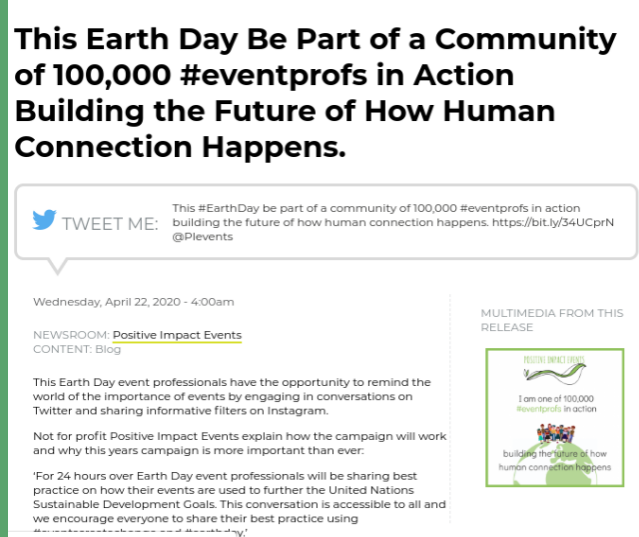 This Earth Day Be Part of a Community
of 100,000 #eventprofs in Action
Building the Future of How Human
Connection Happens.
TWEET ME:
This #EarthDay be part of a community of 100,000 #eventprofs in action
building the future of how human connection happens. https://bit.ly/34UCprN
@PIevents
Wednesday, April 22, 2020 - 4:00am
NEWSROOM: Positive Impact Events
CONTENT: Blog
This Earth Day event professionals have the opportunity to remind the
world of the importance of events by engaging in conversations on
Twitter and sharing informative filters on Instagram.
Not for profit Positive Impact Events explain how the campaign will work
and why this years campaign is more important than ever:
‘For 24 hours over Earth Day event professionals will be sharing best
practice on how their events are used to further the United Nations
Sustainable Development Goals. This conversation is accessible to all and
we encourage everyone to share their best practice using
#eventscreatechange and #earthday.’
MULTIMEDIA FROM THIS
RELEASE
POSITIVE IMPACT EVENTS
I am one of 100,000
#eventprofs in action
building the future of how
human connection happens